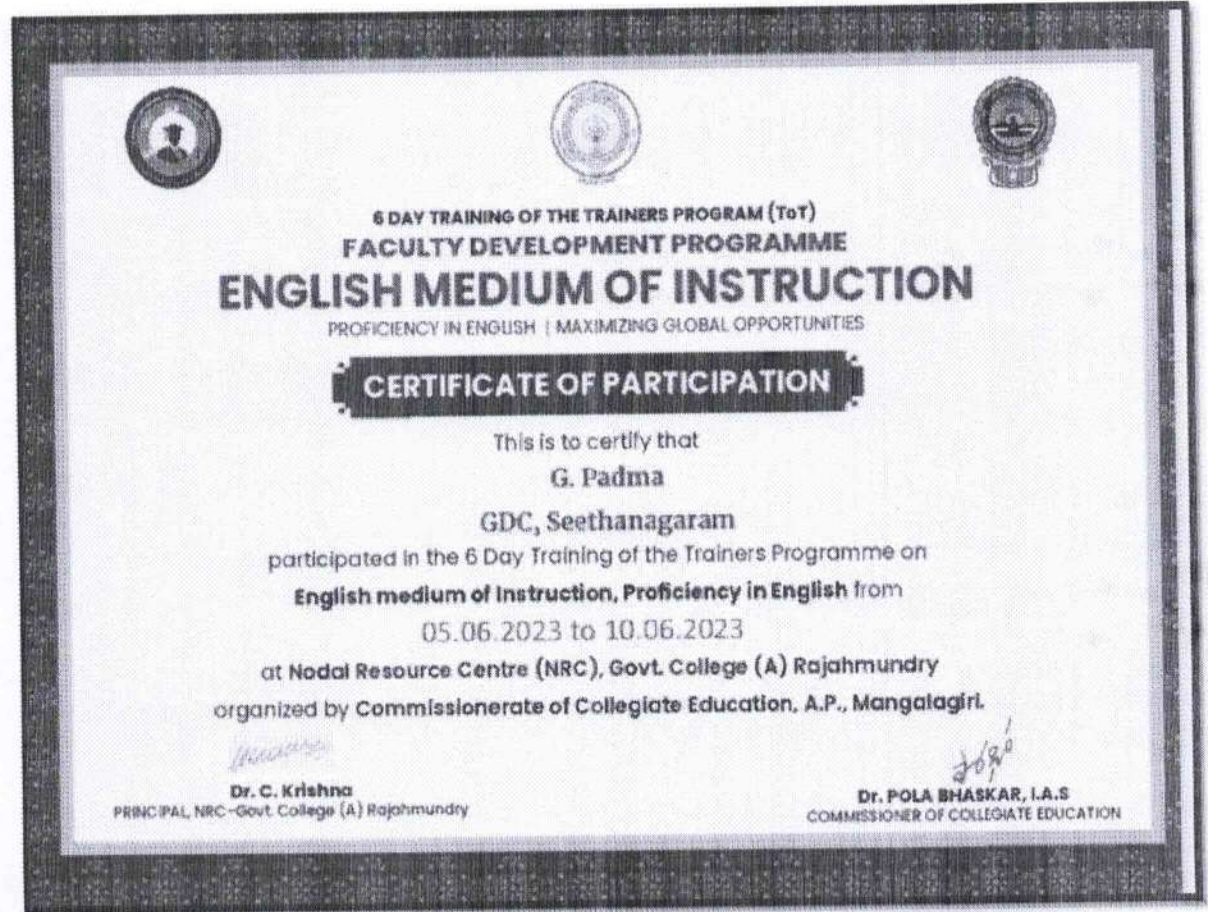 6 DAY TRAINING OF THE TRAINERS PROGRAM (ToT)
FACULTY DEVELOPMENT PROGRAMME
ENGLISH MEDIUM OF INSTRUCTION
PROFICIENCY IN ENGLISH | MAXIMIZING GLOBAL OPPORTUNITIES
CERTIFICATE OF PARTICIPATION
This is to certify that
G. Padma
GDC, Seethanagaram
participated in the 6 Day Training of the Trainers Programme on
English medium of Instruction, Proficiency in English from
05.06.2023 to 10.06.2023
at Nodal Resource Centre (NRC), Govt. College (A) Rajahmundry
organized by Commissionerate of Collegiate Education, A.P., Mangalagiri.
Dr. C. Krishna
PRINCIPAL, NRC-Govt. College (A) Rajahmundry
Dr. POLA BHASKAR, I.A.S
COMMISSIONER OF COLLEGIATE EDUCATION